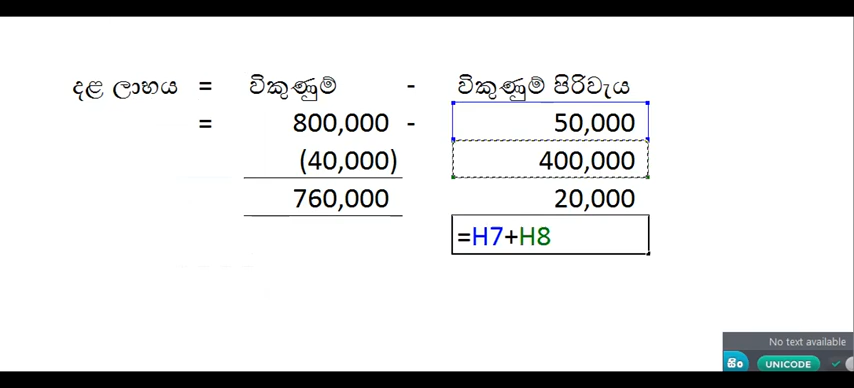 දළ ලාභය = විකුණුම් - විකුණුම් පිරිවැය
= 800,000 - 50,000
(40,000) 400,000
760,000 20,000
=H7+H8
No text available
සිං UNICODE